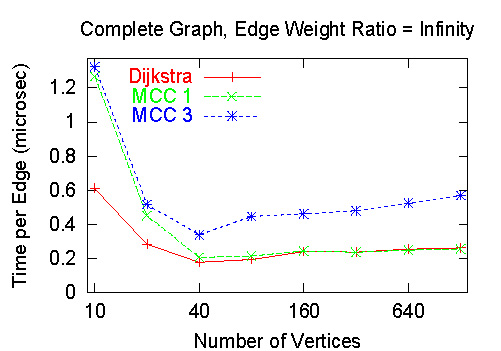 Complete Graph, Edge Weight Ratio = Infinity
Time per Edge (microsec)
1.2
1
0.8
0.6
0.4
0.2
0
Dijkstra
MCC 1
MCC 3
10 40 160 640
Number of Vertices